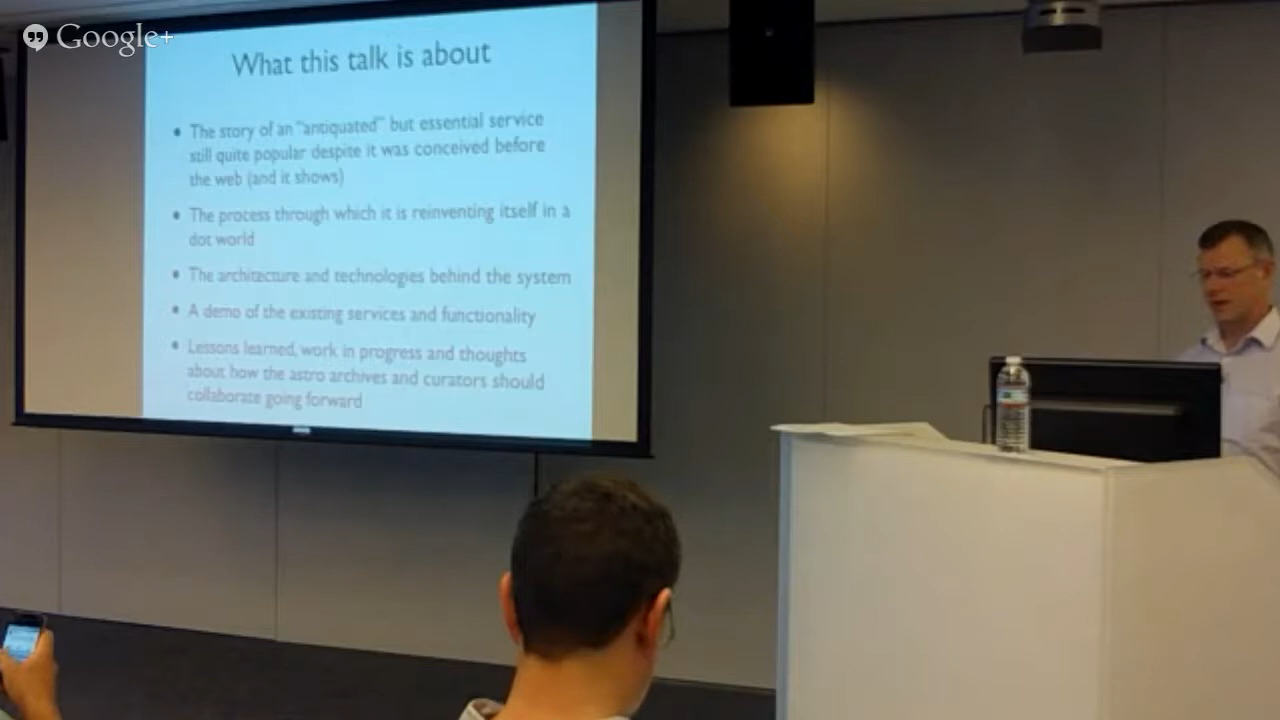 Google+
What this talk is about
• The story of an "antiquated" but essential service
still quite popular despite it was conceived before
the web (and it shows)
• The process through which it is reinventing itself in a
dot world
• The architecture and technologies behind the system
• A demo of the existing services and functionality
• Lessons learned, work in progress and thoughts
about how the astro archives and curators should
collaborate going forward